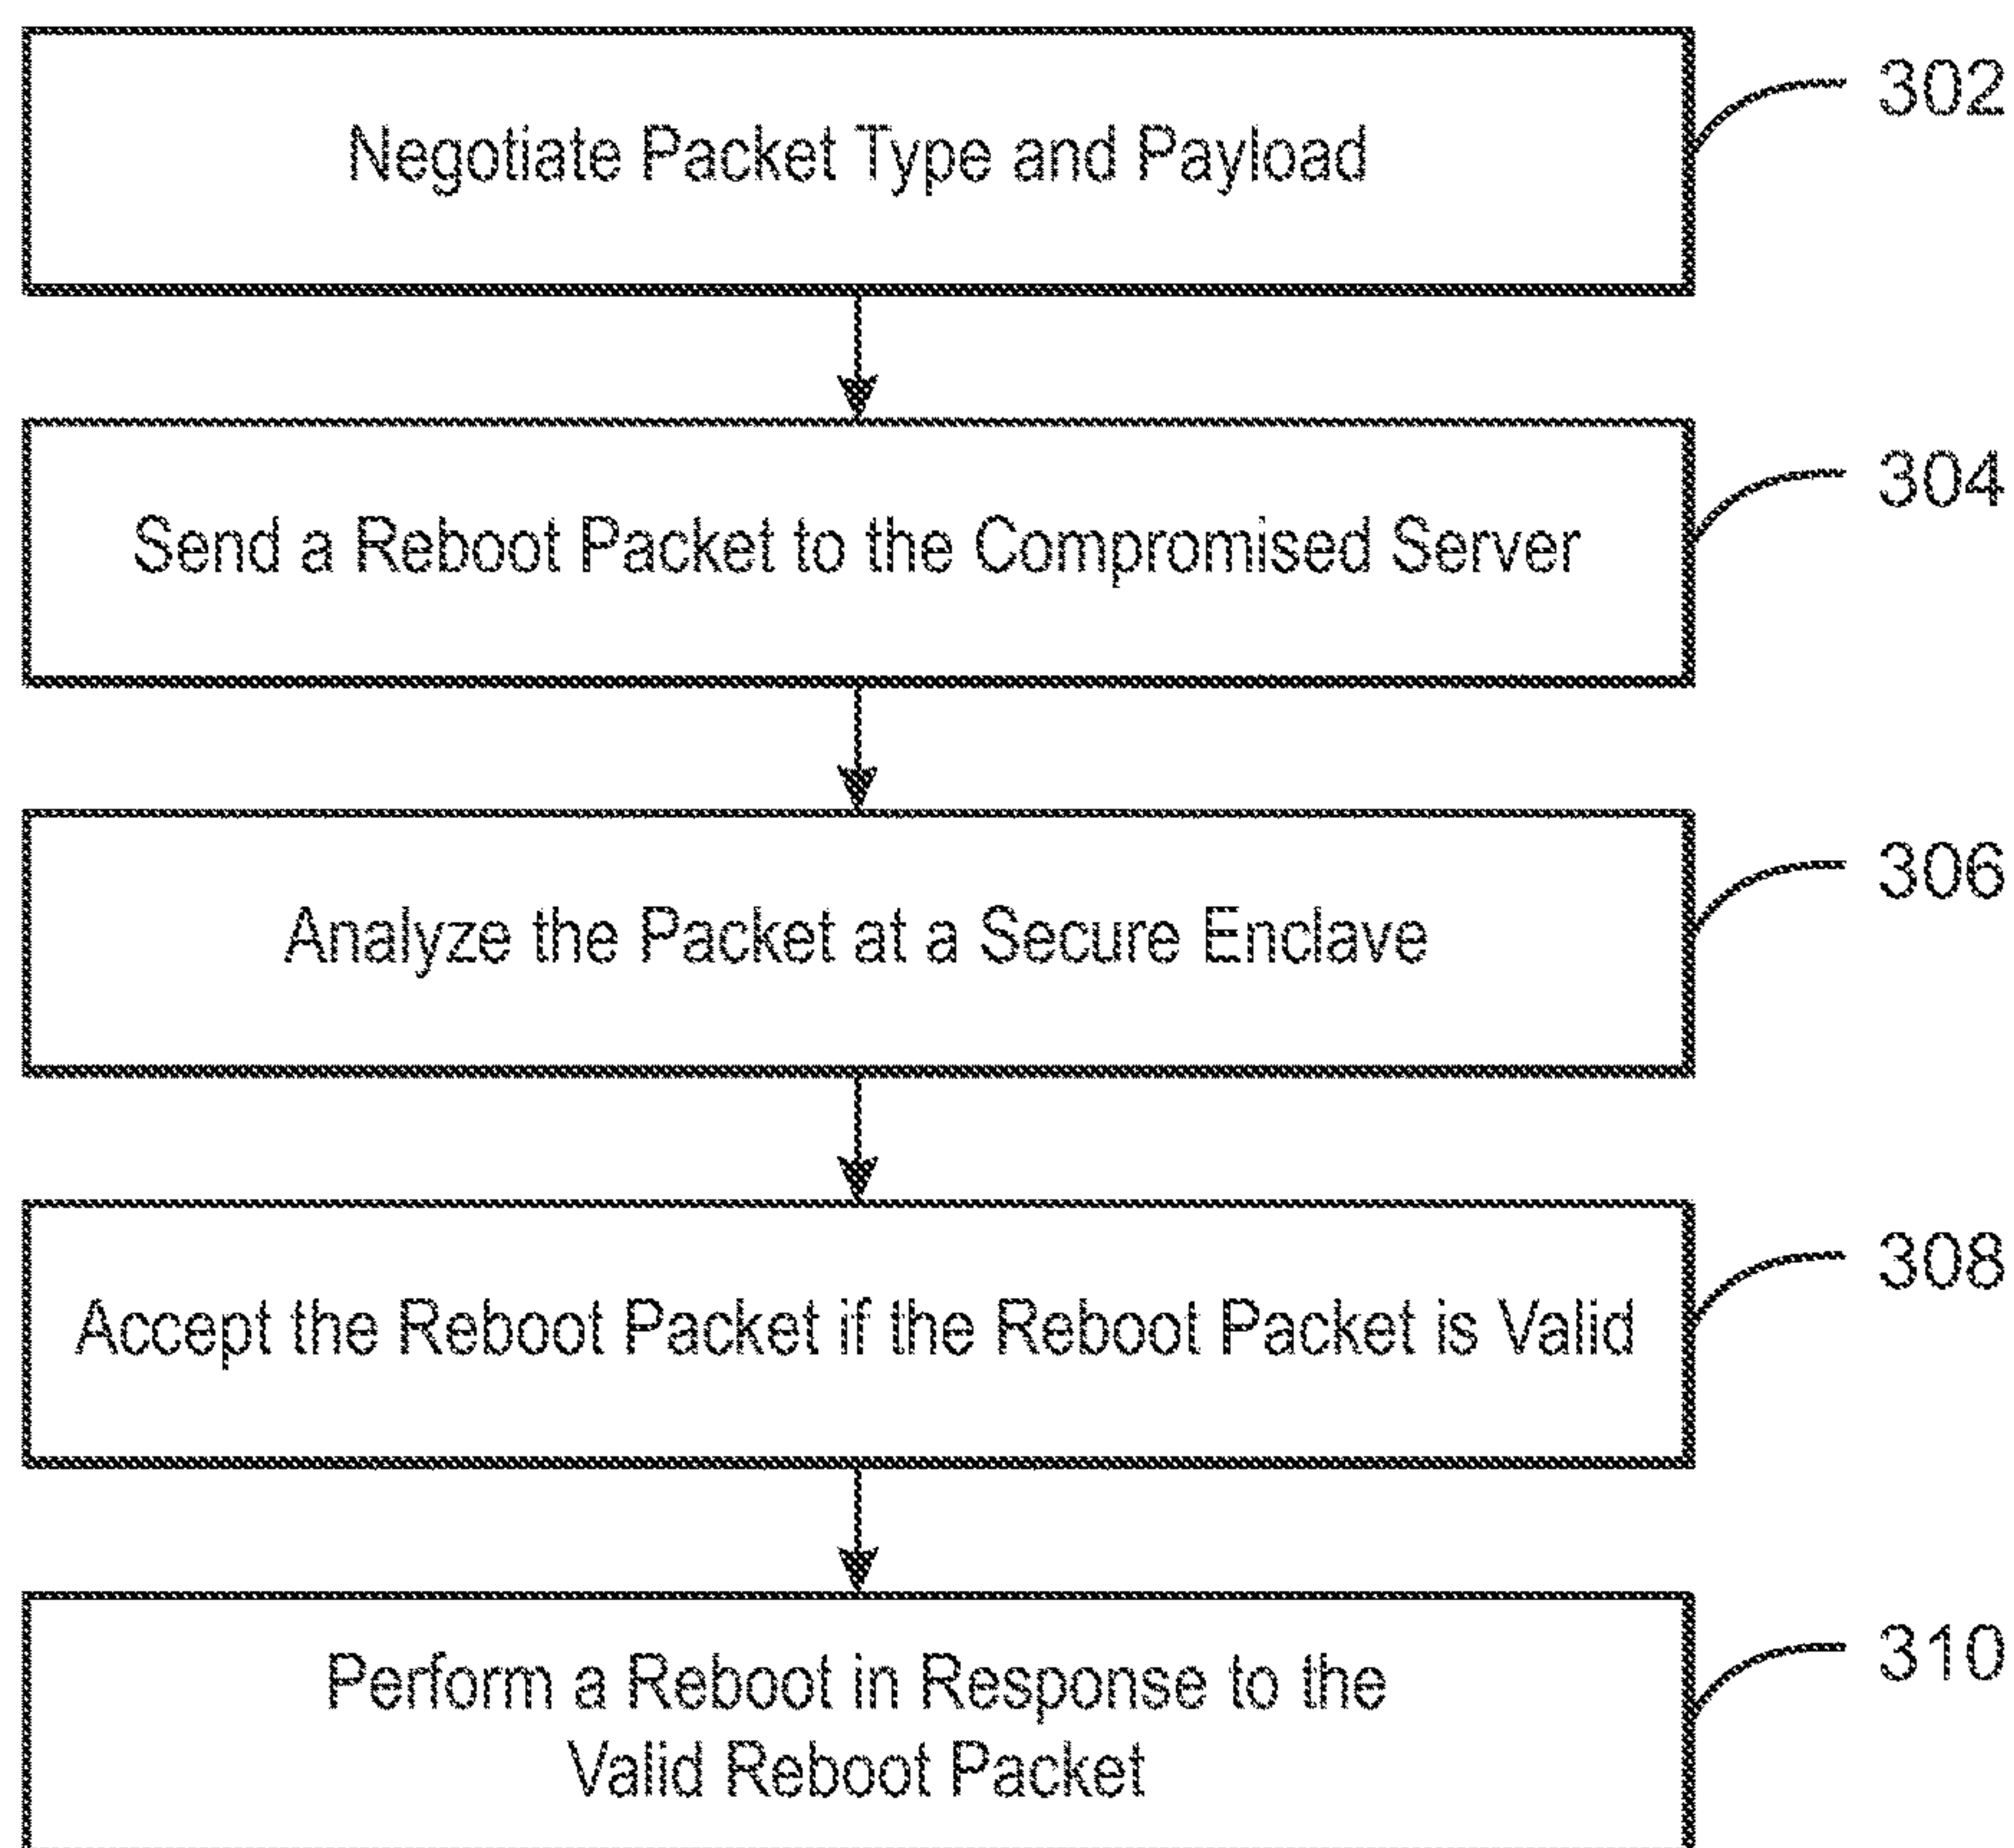 Negotiate Packet Type and Payload
302
Send a Reboot Packet to the Compromised Server
304
Analyze the Packet at a Secure Enclave
306
Accept the Reboot Packet if the Reboot Packet is Valid
308
Perform a Reboot in Response to the
Valid Reboot Packet
310